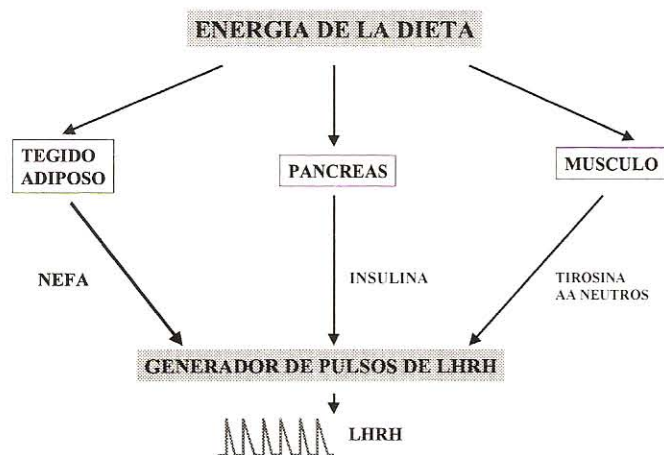 ENERGIA DE LA DIETA
TEGIDO
ADIPOSO
PANCREAS
MUSCULO
NEFA
INSULINA
TIROSINA
AA NEUTROS
GENERADOR DE PULSOS DE LHRH
LHRH